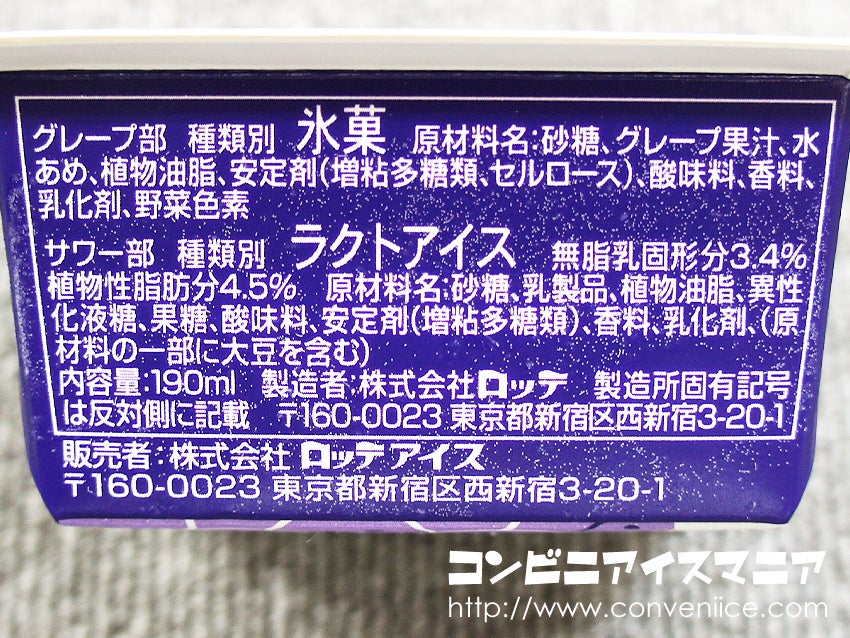 グレープ部 種類別 氷菓 原材料名:砂糖、グレープ果汁、水
あめ、植物油脂、安定剤(増粘多糖類、セルロース)、酸味料、香料、
乳化剤、野菜色素
サワー部 種類別 ラクトアイス 無脂乳固形分3.4%
植物性脂肪分4.5% 原材料名:砂糖、乳製品、植物油脂、異性
化液糖、果糖、酸味料、安定剤(増粘多糖類)、香料、乳化剤、(原
材料の一部に大豆を含む)
内容量:190ml 製造者:株式会社ロッテ 製造所固有記号
は反対側に記載 〒160-0023 東京都新宿区西新宿3-20-1
販売者:株式会社 ロッテアイス
〒160-0023 東京都新宿区西新宿3-20-1
コンビニアイスマニア
http://www.conveniice.com/